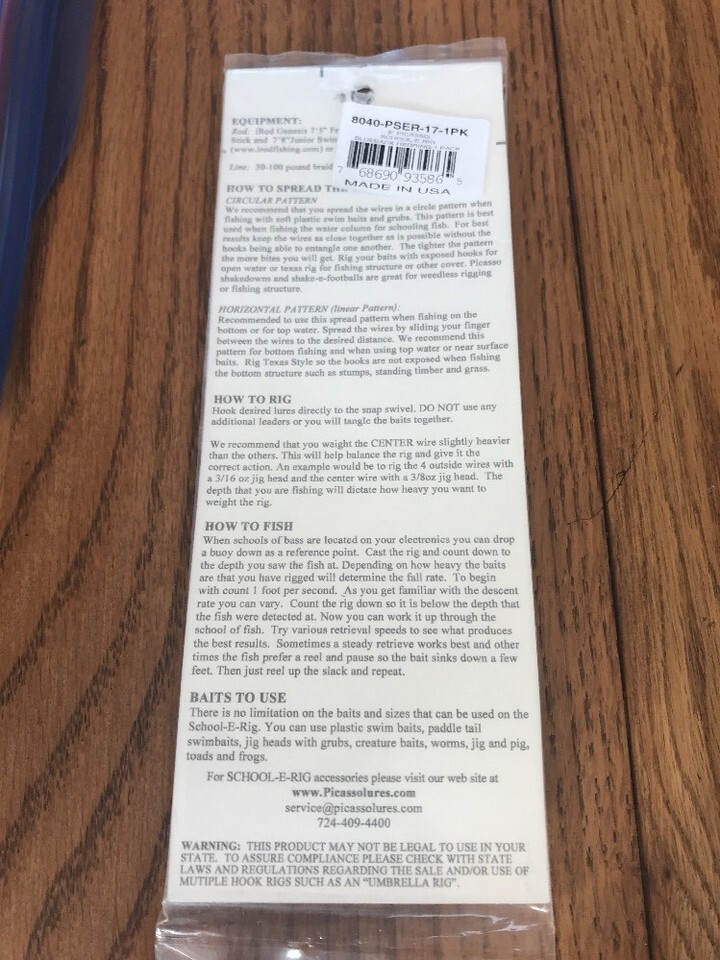 EQUIPMENT:
Rod: iRod Genesis 7'5" Fr
Stick and 7'8"Junior Swim
(www.irodfishing.com) or
Line: 50-100 pound braid
8040-PSER-17-1PK
5" PICASSO
SCHOOL-E-RIG
1 PACK
7 68690 93586 5
MADE IN USA
HOW TO SPREAD THE
CIRCULAR PATTERN
We recommend that you spread the wires in a circle pattern when
fishing with soft plastic swim baits and grubs. This pattern is best
used when fishing the water column for schooling fish. For best
results keep the wires as close together as is possible without the
hooks being able to entangle one another. The tighter the pattern
the more bites you will get. Rig your baits with exposed hooks for
open water or texas rig for fishing structure or other cover. Picasso
shakedowns and shake-e-footballs are great for weedless rigging
or fishing structure.
HORIZONTAL PATTERN (linear Pattern):
Recommended to use this spread pattern when fishing on the
bottom or for top water. Spread the wires by sliding your finger
between the wires to the desired distance. We recommend this
pattern for bottom fishing and when using top water or near surface
baits. Rig Texas Style so the hooks are not exposed when fishing
the bottom structure such as stumps, standing timber and grass.
HOW TO RIG
Hook desired lures directly to the snap swivel. DO NOT use any
additional leaders or you will tangle the baits together.
We recommend that you weight the CENTER wire slightly heavier
than the others. This will help balance the rig and give it the
correct action. An example would be to rig the 4 outside wires with
a 3/16 oz jig head and the center wire with a 3/8oz jig head. The
depth that you are fishing will dictate how heavy you want to
weight the rig.
HOW TO FISH
When schools of bass are located on your electronics you can drop
a buoy down as a reference point. Cast the rig and count down to
the depth you saw the fish at. Depending on how heavy the baits
are that you have rigged will determine the fall rate. To begin
with count 1 foot per second. As you get familiar with the descent
rate you can vary. Count the rig down so it is below the depth that
the fish were detected at. Now you can work it up through the
school of fish. Try various retrieval speeds to see what produces
the best results. Sometimes a steady retrieve works best and other
times the fish prefer a reel and pause so the bait sinks down a few
feet. Then just reel up the slack and repeat.
BAITS TO USE
There is no limitation on the baits and sizes that can be used on the
School-E-Rig. You can use plastic swim baits, paddle tail
swimbaits, jig heads with grubs, creature baits, worms, jig and pig,
toads and frogs.
For SCHOOL-E-RIG accessories please visit our web site at
www.Picassolures.com
service@picassolures.com
724-409-4400
WARNING: THIS PRODUCT MAY NOT BE LEGAL TO USE IN YOUR
STATE. TO ASSURE COMPLIANCE PLEASE CHECK WITH STATE
LAWS AND REGULATIONS REGARDING THE SALE AND/OR USE OF
MUTIPLE HOOK RIGS SUCH AS AN "UMBRELLA RIG".